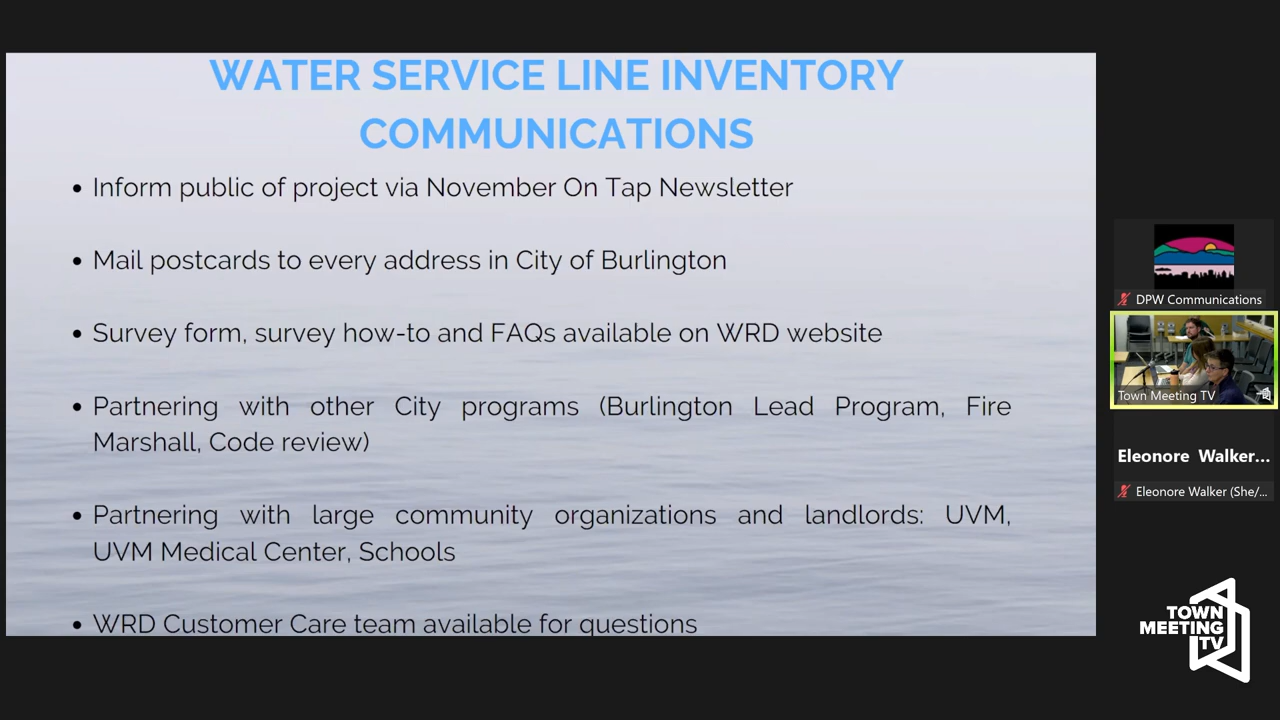 WATER SERVICE LINE INVENTORY
COMMUNICATIONS
• Inform public of project via November On Tap Newsletter
• Mail postcards to every address in City of Burlington
• Survey form, survey how-to and FAQs available on WRD website
• Partnering with other City programs (Burlington Lead Program, Fire
Marshall, Code review)
• Partnering with large community organizations and landlords: UVM,
UVM Medical Center, Schools
• WRD Customer Care team available for questions
DPW Communications
Town Meeting TV
Eleonore Walker...
Eleonore Walker (She/...
TOWN
MEETING
TV